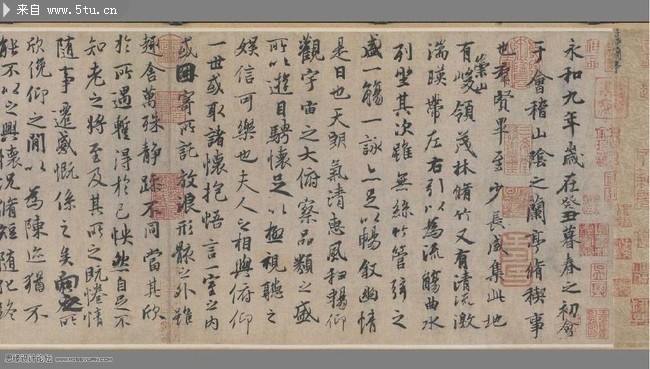 来自 www.5tu.cn
永和九年歲在癸丑暮春之初會
于會稽山陰之蘭亭脩稧事
也群賢畢至少長咸集此地
有崇山峻領茂林脩竹又有清流激
湍暎帶左右引以為流觴曲水
列坐其次雖無絲竹管弦之
盛一觴一詠亦足以暢敘幽情
是日也天朗氣清惠風和暢仰
觀宇宙之大俯察品類之盛
所以遊目騁懷足以極視聽之
娛信可樂也夫人之相與俯仰
一世或取諸懷抱悟言一室之內
或因寄所託放浪形骸之外雖
趣舍萬殊靜躁不同當其欣
於所遇蹔得於己怏然自足不
知老之將至及其所之既惓情
隨事遷感慨係之矣向之所
欣俛仰之間以為陳迹猶不
能不以之興懷況脩短隨化終
思缘设计论坛 WWW.MISSYUAN.COM